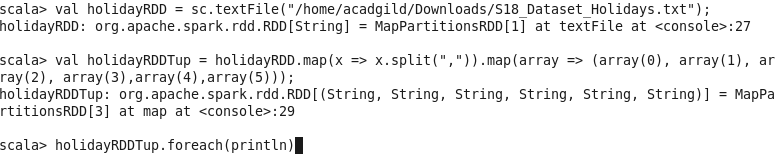 scala> val holidayRDD = sc.textFile("/home/acadgild/Downloads/S18_Dataset_Holidays.txt");
holidayRDD: org.apache.spark.rdd.RDD[String] = MapPartitionsRDD[1] at textFile at <console>:27
scala> val holidayRDDTup = holidayRDD.map(x => x.split(",")).map(array => (array(0), array(1), ar
ray(2), array(3),array(4),array(5)));
holidayRDDTup: org.apache.spark.rdd.RDD[(String, String, String, String, String, String)] = MapPa
rtitionsRDD[3] at map at <console>:29
scala> holidayRDDTup.foreach(println)